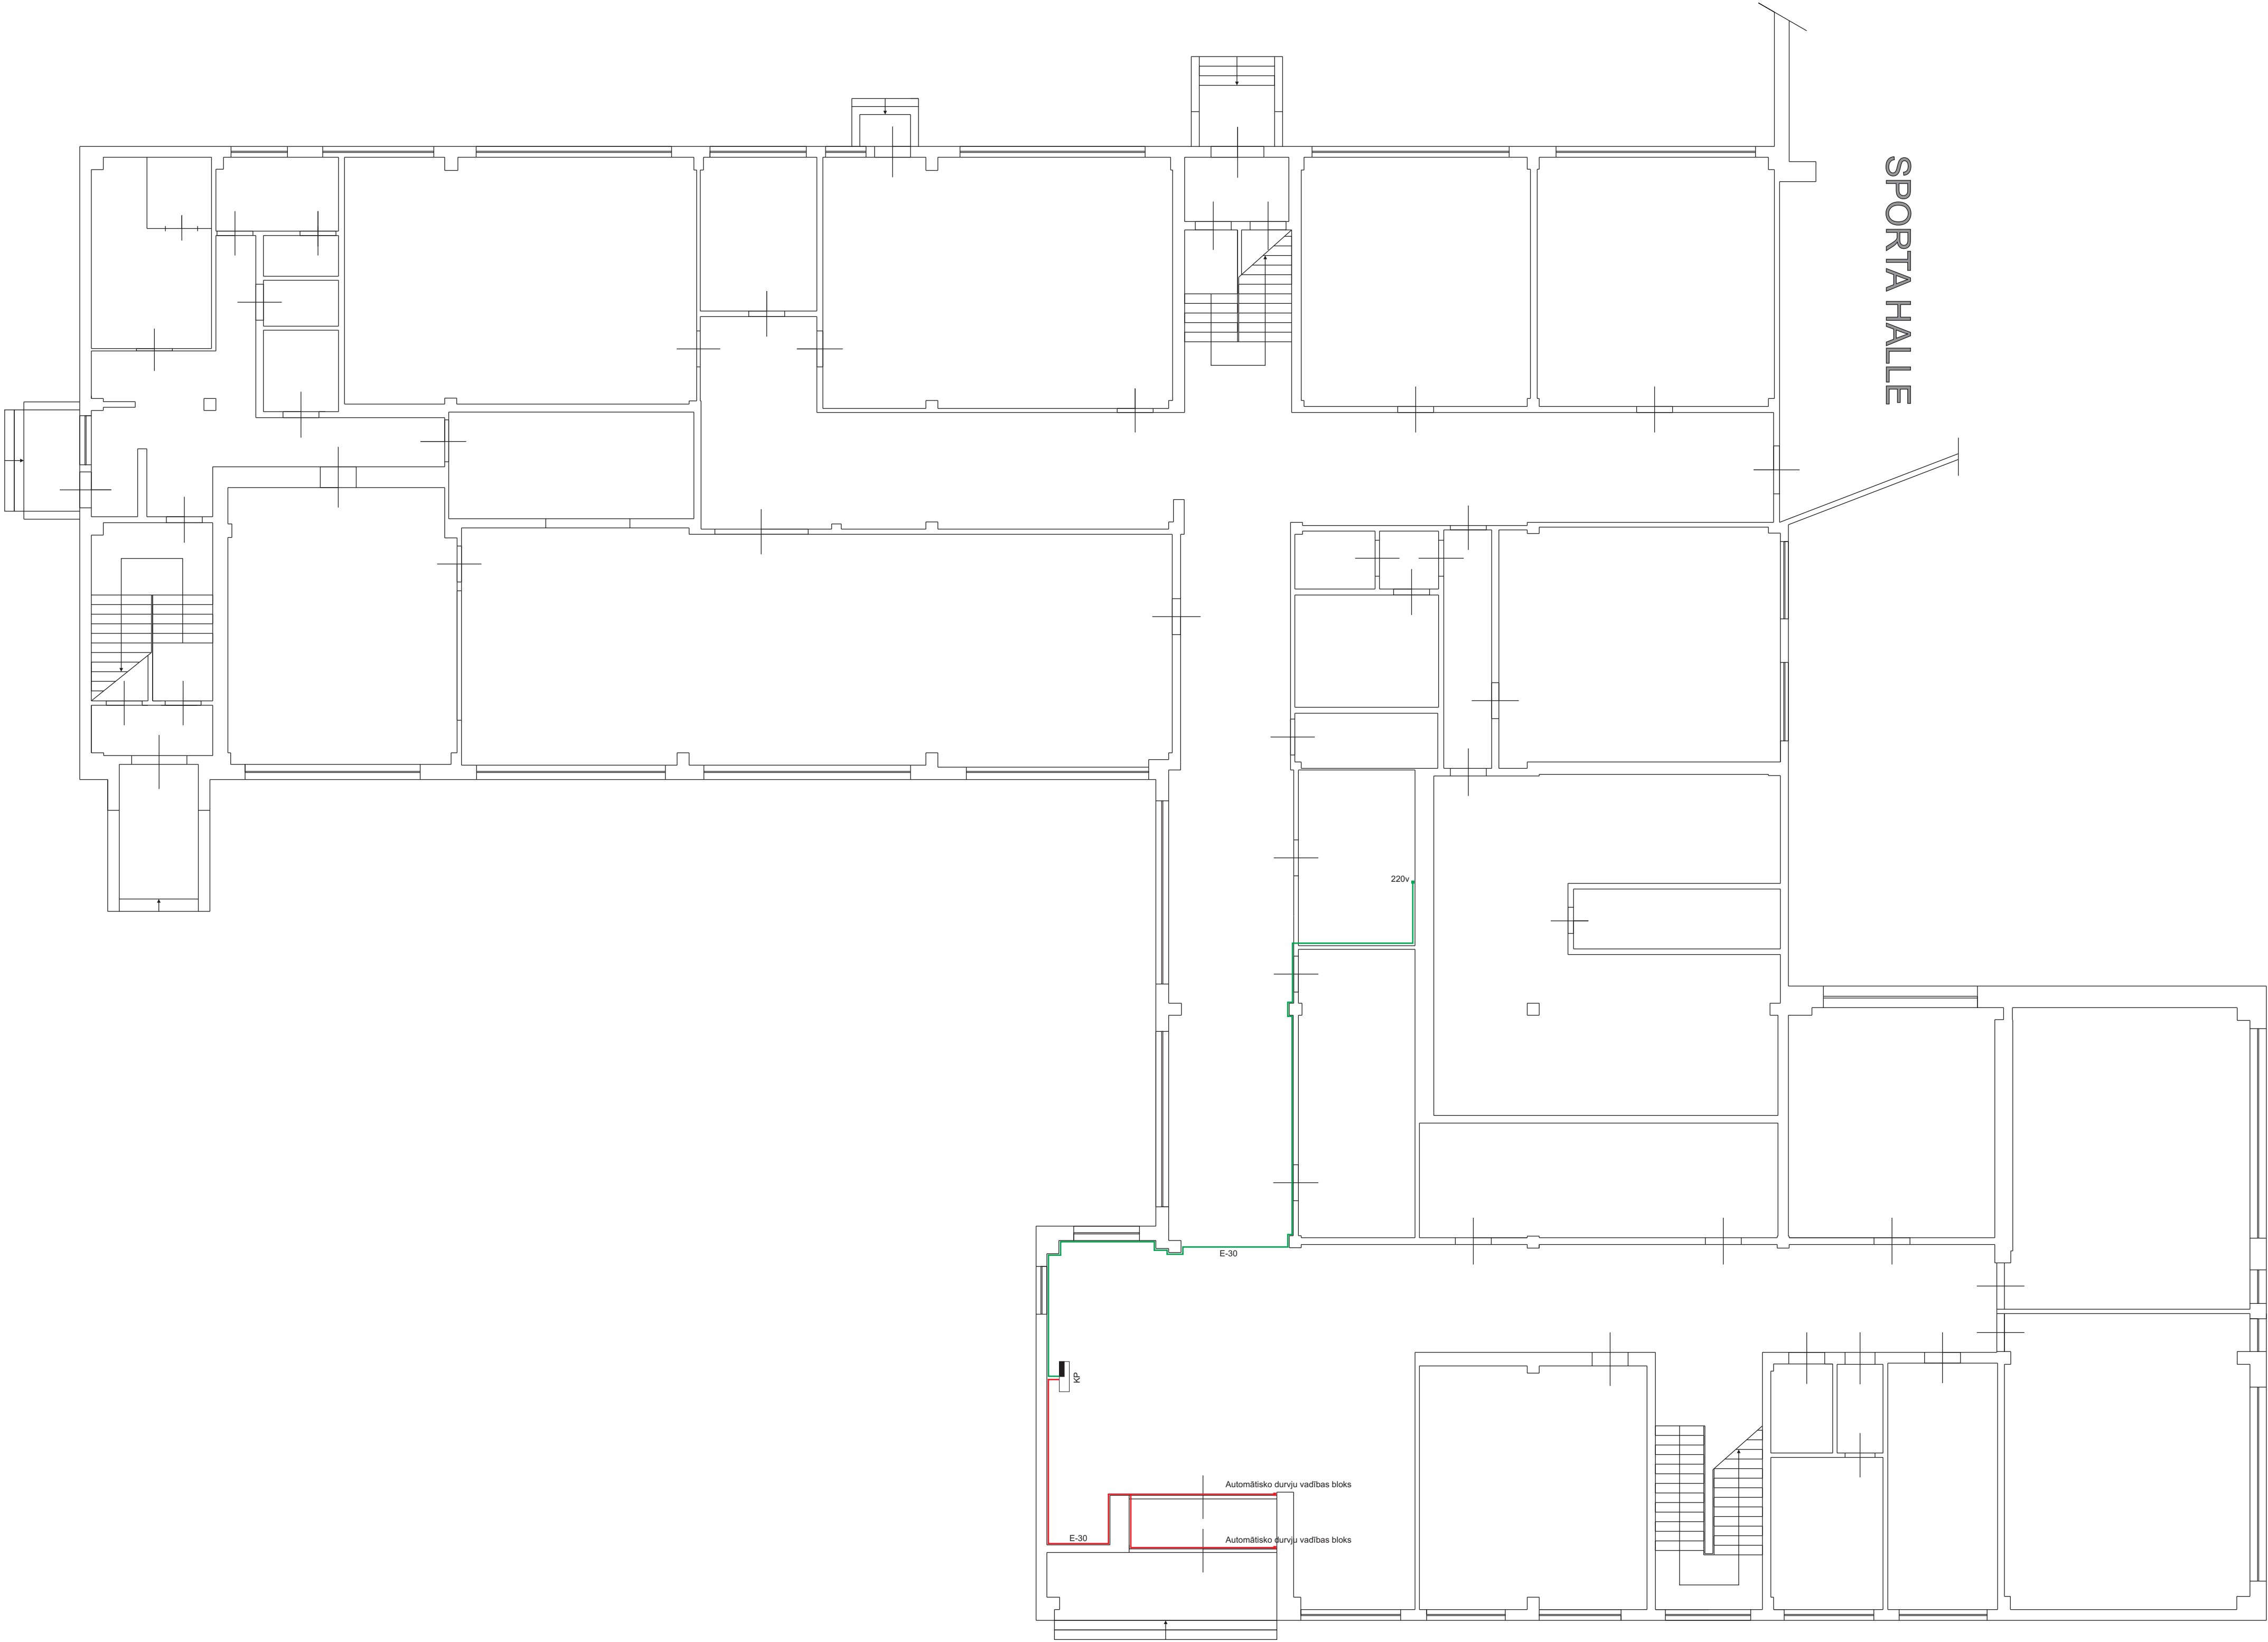 SPORTA HALLE
220v
E-30
KP
Automātisko durvju vadības bloks
E-30
Automātisko durvju vadības bloks